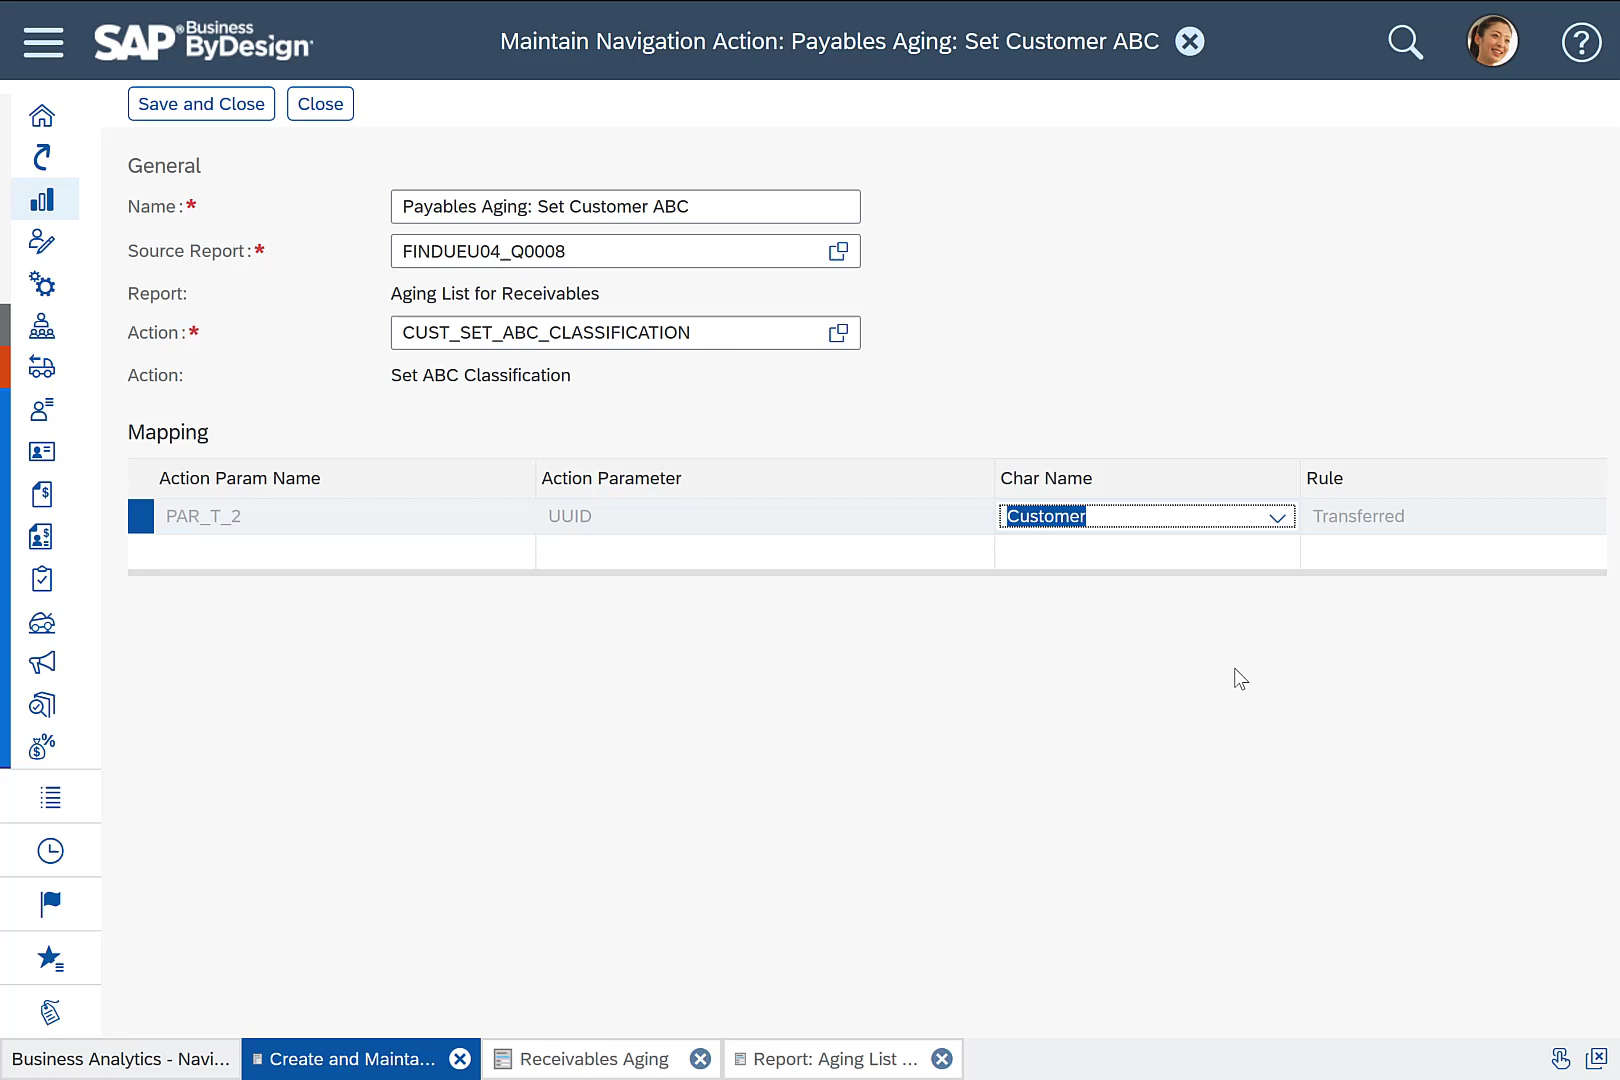 SAP Business ByDesign
Maintain Navigation Action: Payables Aging: Set Customer ABC
Save and Close
Close
General
Name:*
Payables Aging: Set Customer ABC
Source Report:*
FINDUEU04_Q0008
Report:
Aging List for Receivables
Action:*
CUST_SET_ABC_CLASSIFICATION
Action:
Set ABC Classification
Mapping
Action Param Name
Action Parameter
Char Name
Rule
PAR_T_2
UUID
Customer
Transferred
Business Analytics - Navi...
Create and Mainta...
Receivables Aging
Report: Aging List ...